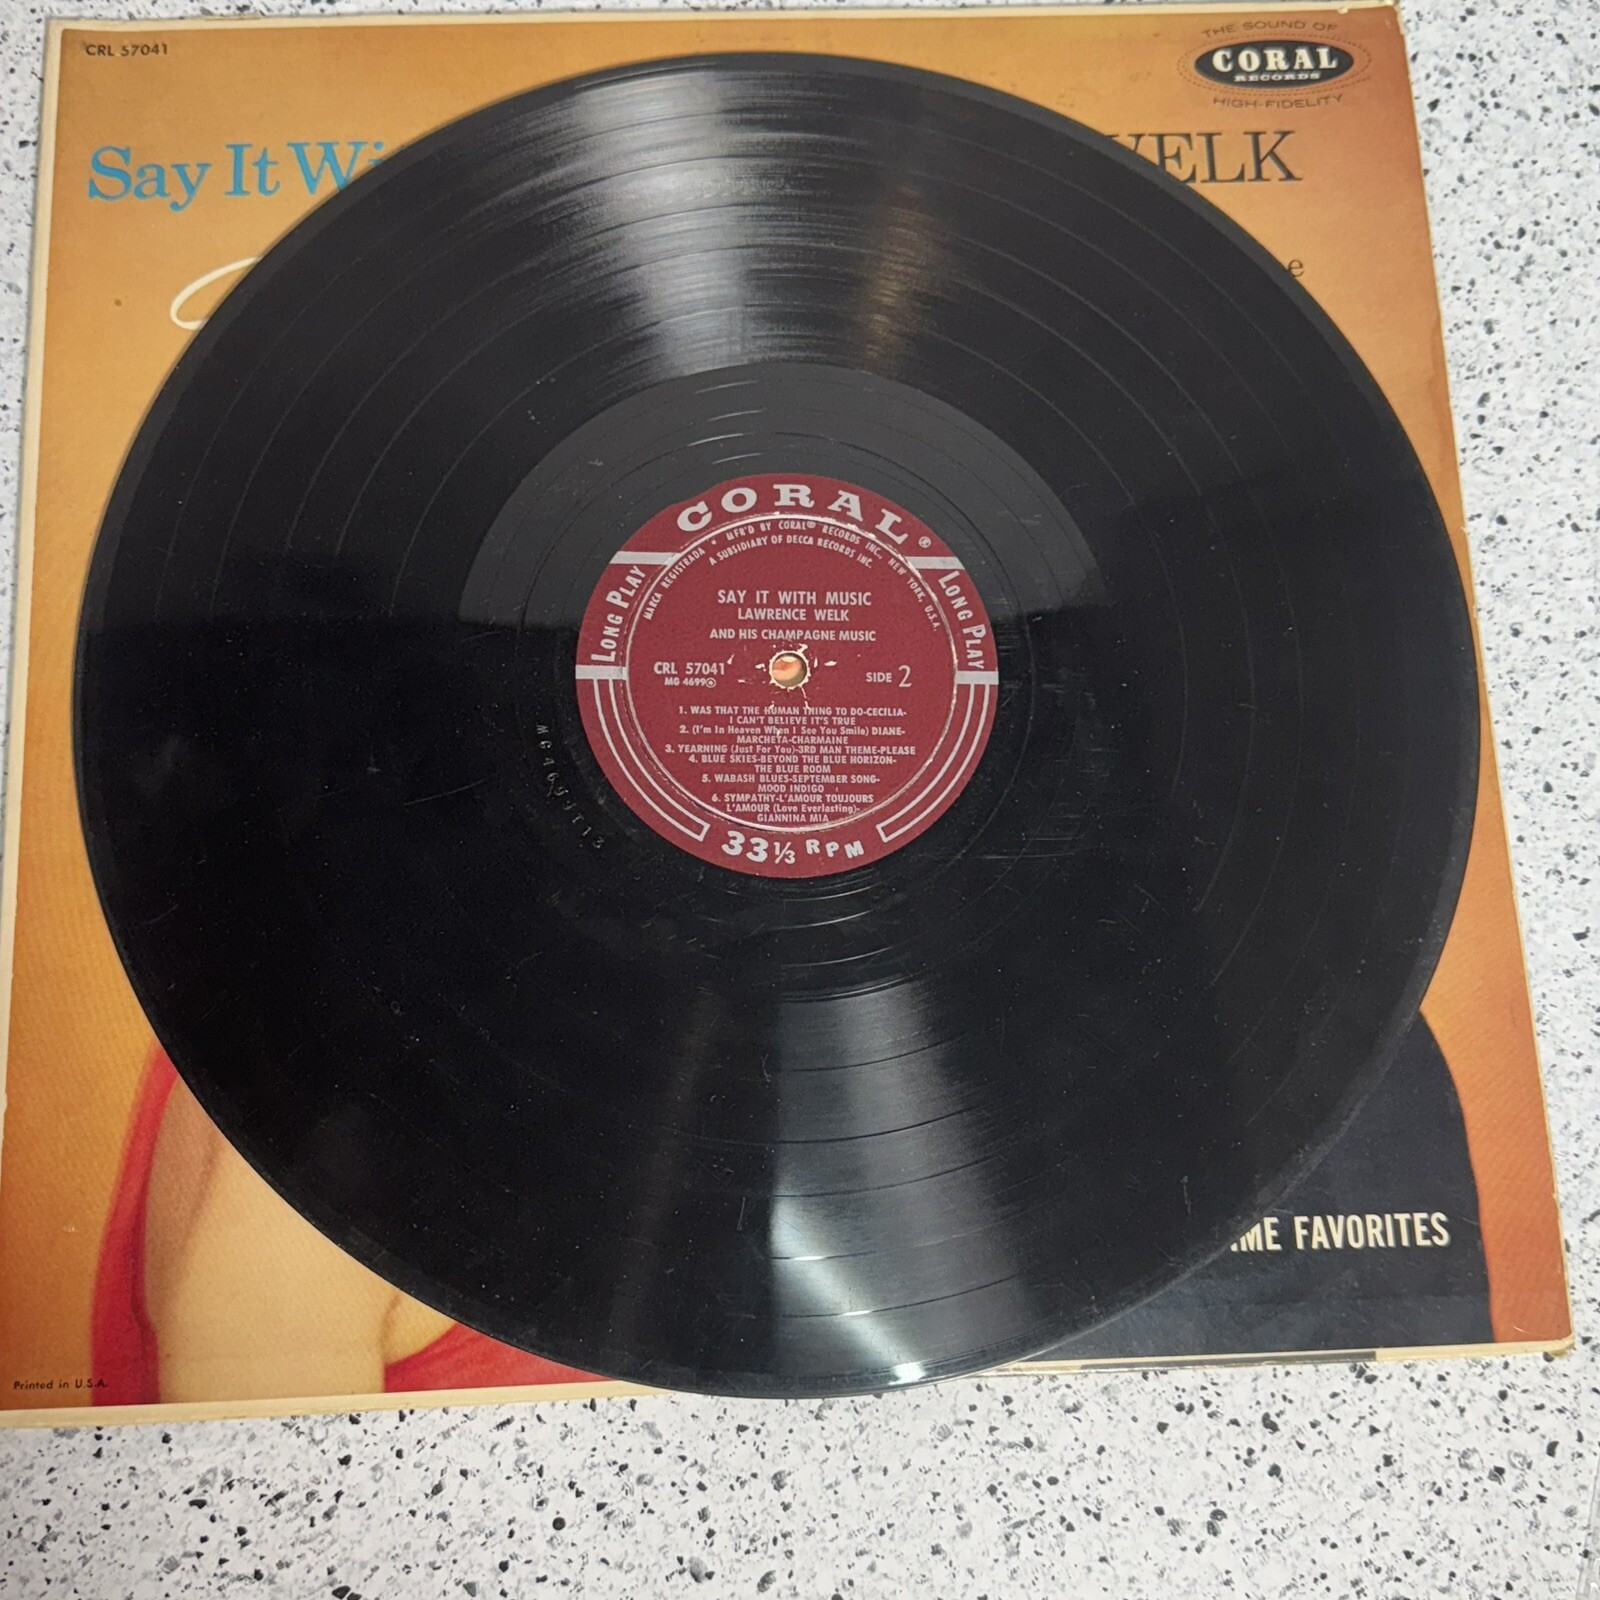 CRL 57041
THE SOUND OF
CORAL
RECORDS
HIGH-FIDELITY
Say It
WELK
CORAL®
MARCA REGISTRADA • MFR'D BY CORAL® RECORDS INC., NEW YORK, U.S.A.
A SUBSIDIARY OF DECCA RECORDS INC.
LONG PLAY
LONG PLAY
SAY IT WITH MUSIC
LAWRENCE WELK
AND HIS CHAMPAGNE MUSIC
CRL 57041
MG 4699
SIDE 2
1. WAS THAT THE HUMAN THING TO DO-CECILIA-
I CAN'T BELIEVE IT'S TRUE
2. (I'm In Heaven When I See You Smile) DIANE-
MARCHETA-CHARMAINE
3. YEARNING (Just For You)-3RD MAN THEME-PLEASE
4. BLUE SKIES-BEYOND THE BLUE HORIZON-
THE BLUE ROOM
5. WABASH BLUES-SEPTEMBER SONG-
MOOD INDIGO
6. SYMPATHY-L'AMOUR TOUJOURS
L'AMOUR (Love Everlasting)-
GIANNINA MIA
33 1/3 RPM
FAVORITES
Printed in U.S.A.